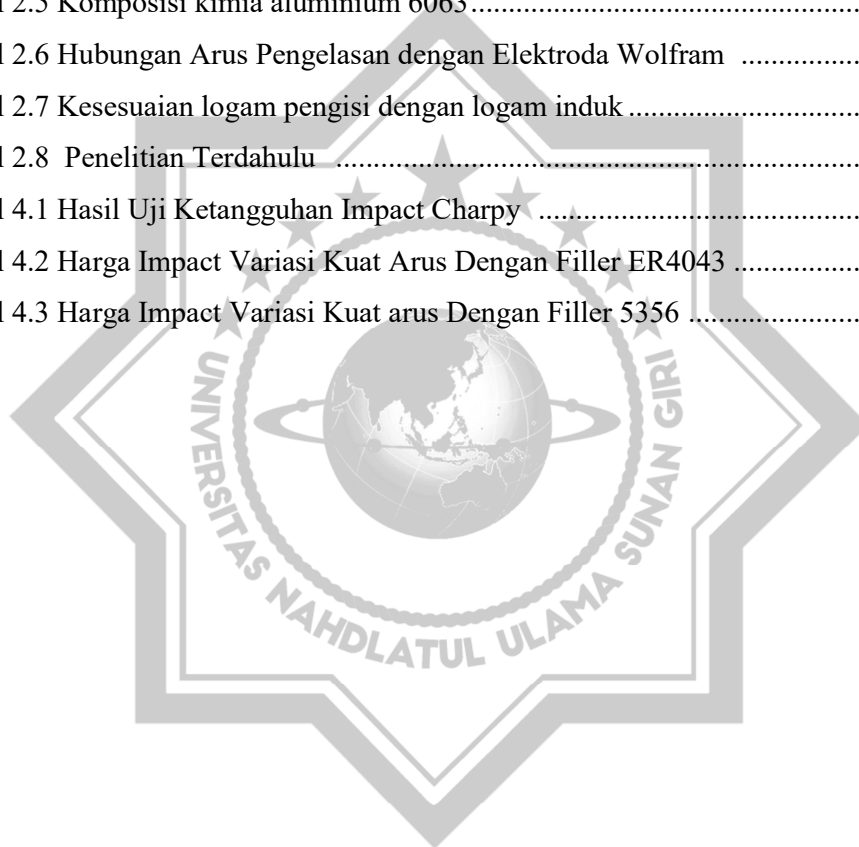 l 2.5 Komposisi kimia aluminium 6063..................................................
l 2.6 Hubungan Arus Pengelasan dengan Elektroda Wolfram ................
l 2.7 Kesesuaian logam pengisi dengan logam induk ..............................
l 2.8 Penelitian Terdahulu ......................................................................
l 4.1 Hasil Uji Ketangguhan Impact Charpy ..........................................
l 4.2 Harga Impact Variasi Kuat Arus Dengan Filler ER4043 .................
l 4.3 Harga Impact Variasi Kuat arus Dengan Filler 5356 .......................
UNIVERSITAS NAHDLATUL ULAMA SUNAN GIRI